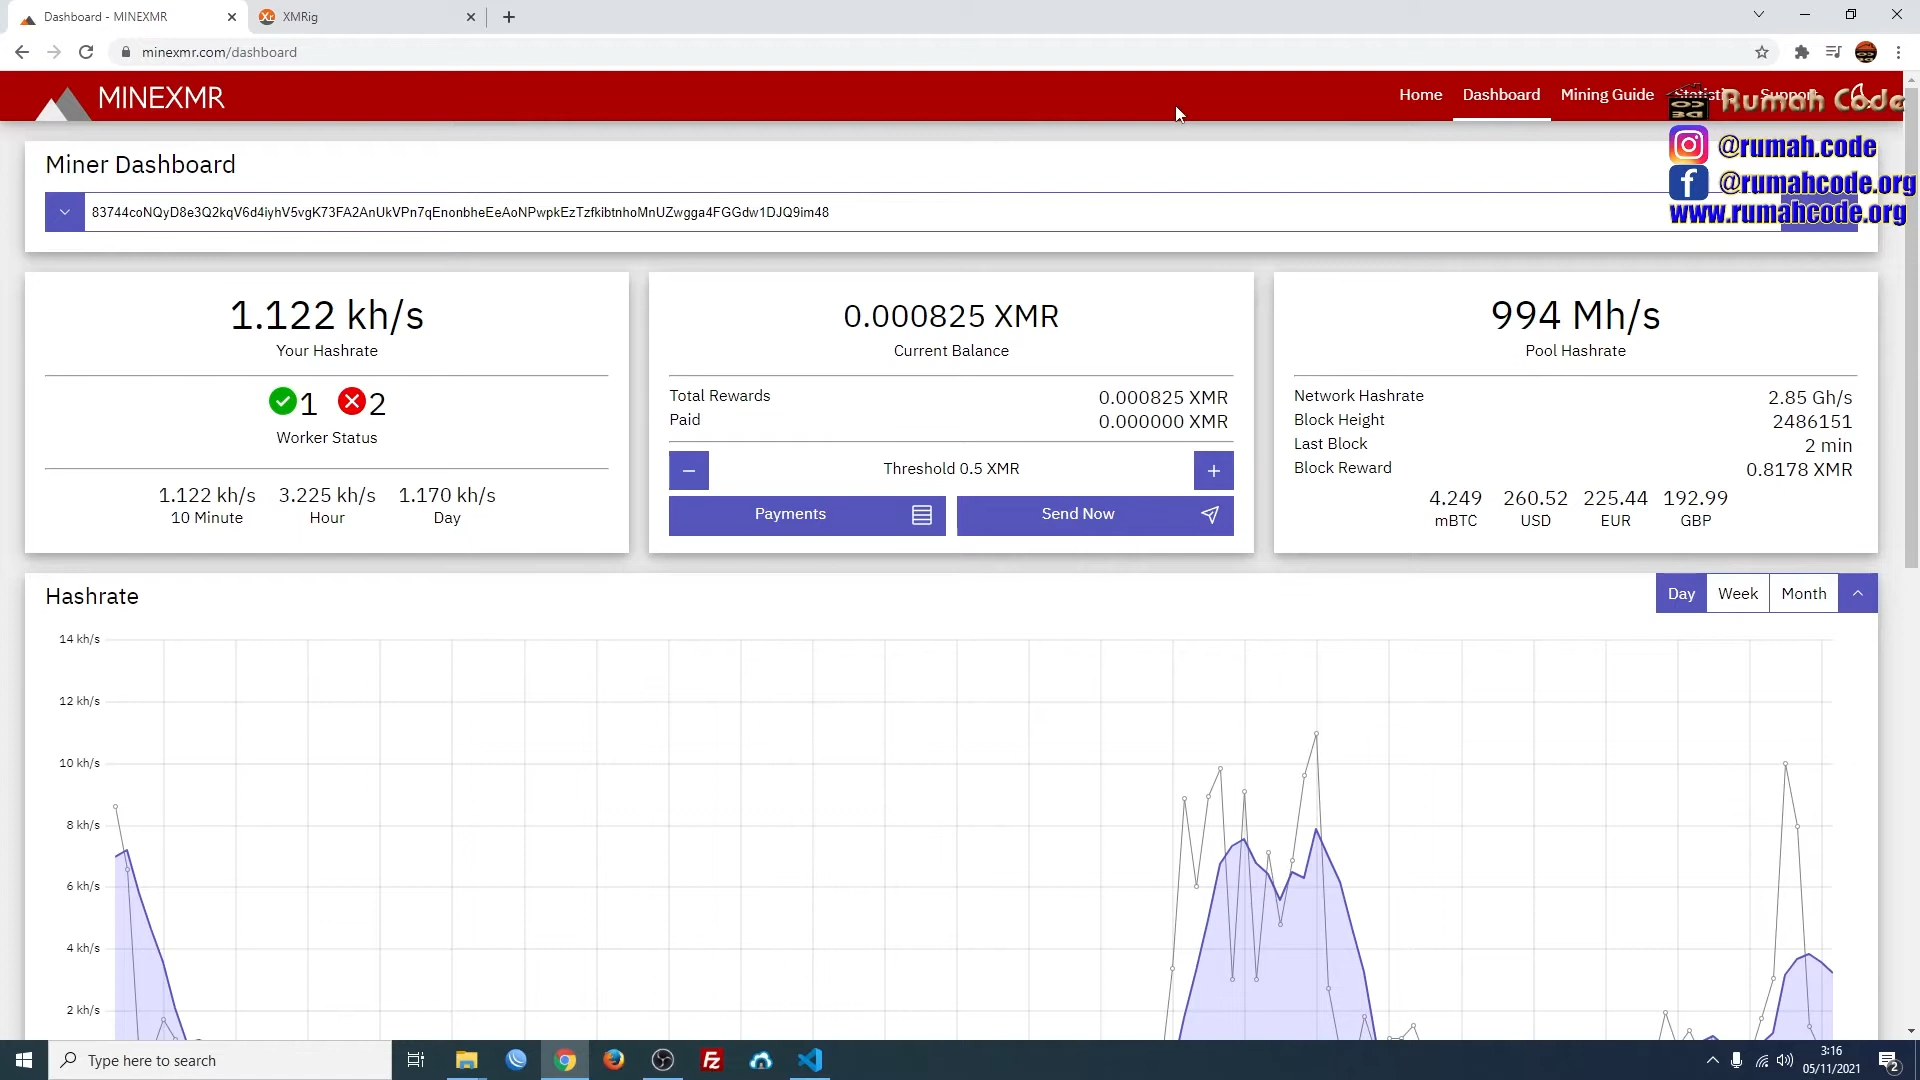 Dashboard - MINEXMR
XMRig
minexmr.com/dashboard
MINEXMR
Home
Dashboard
Mining Guide
Support
Rumah Code
@rumah.code
@rumahcode.org
www.rumahcode.org
Miner Dashboard
83744coNQyD8e3Q2kqV6d4iyhV5vgK73FA2AnUkVPn7qEnonbheEeAoNPwpkEzTzfkibtnhoMnUZwgga4FGGdw1DJQ9im48
1.122 kh/s
Your Hashrate
1 2
Worker Status
1.122 kh/s 3.225 kh/s 1.170 kh/s
10 Minute Hour Day
0.000825 XMR
Current Balance
Total Rewards 0.000825 XMR
Paid 0.000000 XMR
Threshold 0.5 XMR
Payments
Send Now
994 Mh/s
Pool Hashrate
Network Hashrate 2.85 Gh/s
Block Height 2486151
Last Block 2 min
Block Reward 0.8178 XMR
4.249 260.52 225.44 192.99
mBTC USD EUR GBP
Hashrate
Day Week Month
14 kh/s
12 kh/s
10 kh/s
8 kh/s
6 kh/s
4 kh/s
2 kh/s
Type here to search
3:16
05/11/2021
2